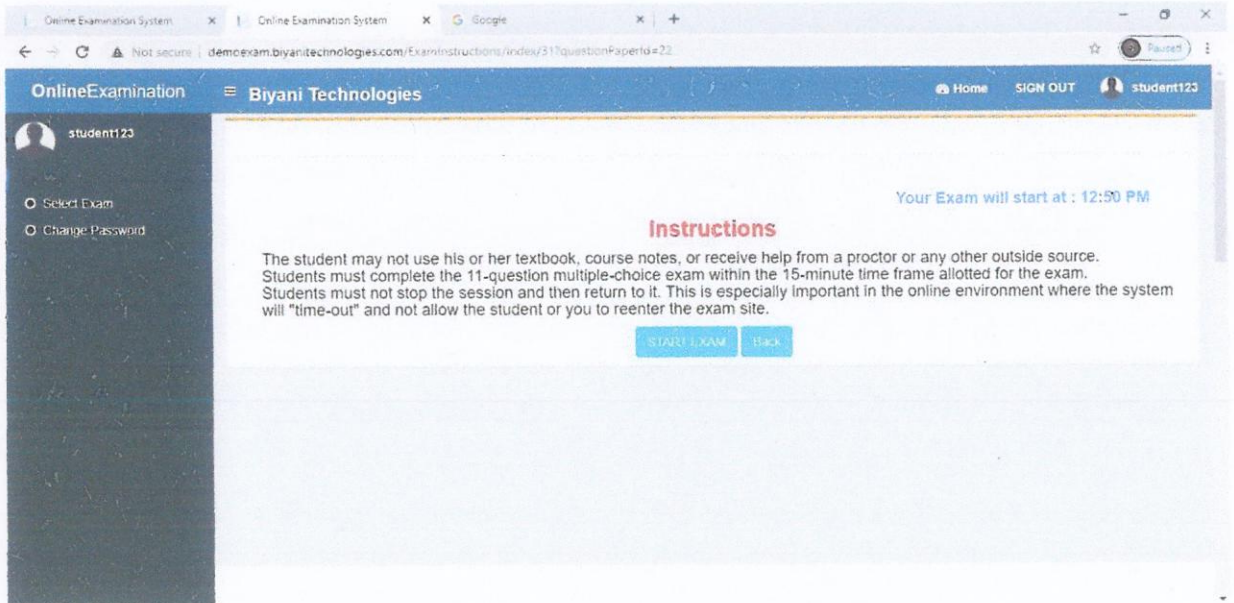 Online Examination System
Online Examination System
Google
Not secure demoexam.biyanitechnologies.com/ExamInstructions/index/31?questionPaperId=22
Paused
OnlineExamination
Biyani Technologies
Home
SIGN OUT
student123
student123
Select Exam
Change Password
Your Exam will start at : 12:50 PM
Instructions
The student may not use his or her textbook, course notes, or receive help from a proctor or any other outside source.
Students must complete the 11-question multiple-choice exam within the 15-minute time frame allotted for the exam.
Students must not stop the session and then return to it. This is especially important in the online environment where the system
will "time-out" and not allow the student or you to reenter the exam site.
START EXAM
Back